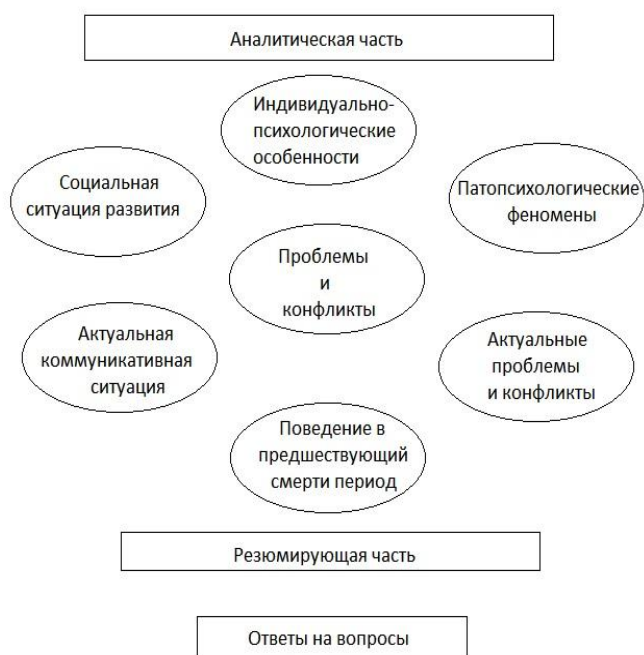 Аналитическая часть
Индивидуально-
психологические
особенности
Социальная
ситуация развития
Патопсихологические
феномены
Проблемы
и
конфликты
Актуальная
коммуникативная
ситуация
Актуальные
проблемы
и конфликты
Поведение в
предшествующий
смерти период
Резюмирующая часть
Ответы на вопросы